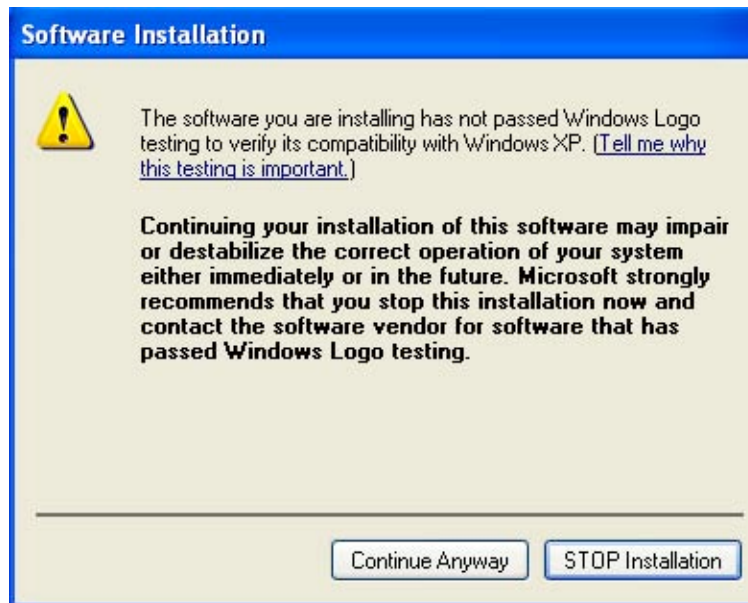 Software Installation
The software you are installing has not passed Windows Logo
testing to verify its compatibility with Windows XP. (Tell me why
this testing is important.)
Continuing your installation of this software may impair
or destabilize the correct operation of your system
either immediately or in the future. Microsoft strongly
recommends that you stop this installation now and
contact the software vendor for software that has
passed Windows Logo testing.
Continue Anyway
STOP Installation